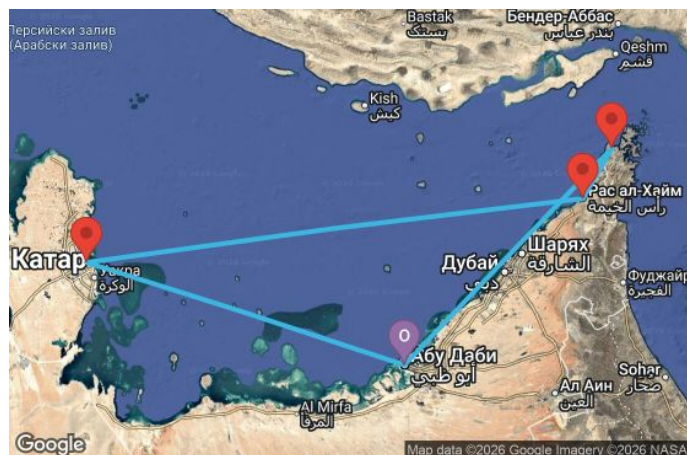 Персийски залив
(Арабски залив)
Bastak
بستک
Бендер-Аббас
بندر عباس
Qeshm
قشم
Kish
کیش
Рас ал-Хайм
رأس الخيمة
Катар
الوكرة
Шарях
الشارقة
Дубай
دبي
Фуджайр
الفجيرة
O
Абу Даби
أبو ظبي
Al Mirfa
المرفأ
Ал Аин
العين
Sohar
صحار
Google
Map data ©2026 Google Imagery ©2026 NASA